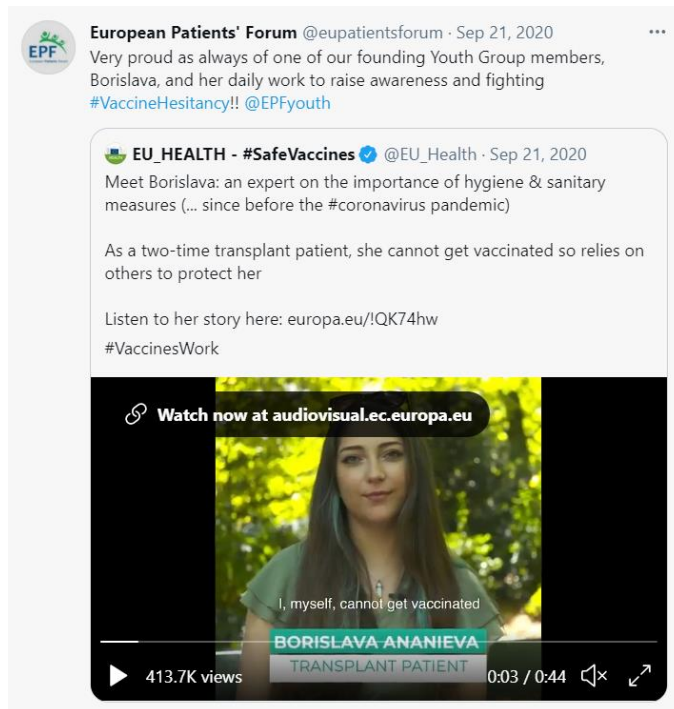 European Patients' Forum @eupatientsforum · Sep 21, 2020
EPF
Very proud as always of one of our founding Youth Group members,
Borislava, and her daily work to raise awareness and fighting
#VaccineHesitancy!! @EPFyouth
EU_HEALTH - #SafeVaccines @EU_Health · Sep 21, 2020
Meet Borislava: an expert on the importance of hygiene & sanitary
measures (... since before the #coronavirus pandemic)
As a two-time transplant patient, she cannot get vaccinated so relies on
others to protect her
Listen to her story here: europa.eu/!QK74hw
#VaccinesWork
Watch now at audiovisual.ec.europa.eu
I, myself, cannot get vaccinated
BORISLAVA ANANIEVA
TRANSPLANT PATIENT
413.7K views
0:03 / 0:44